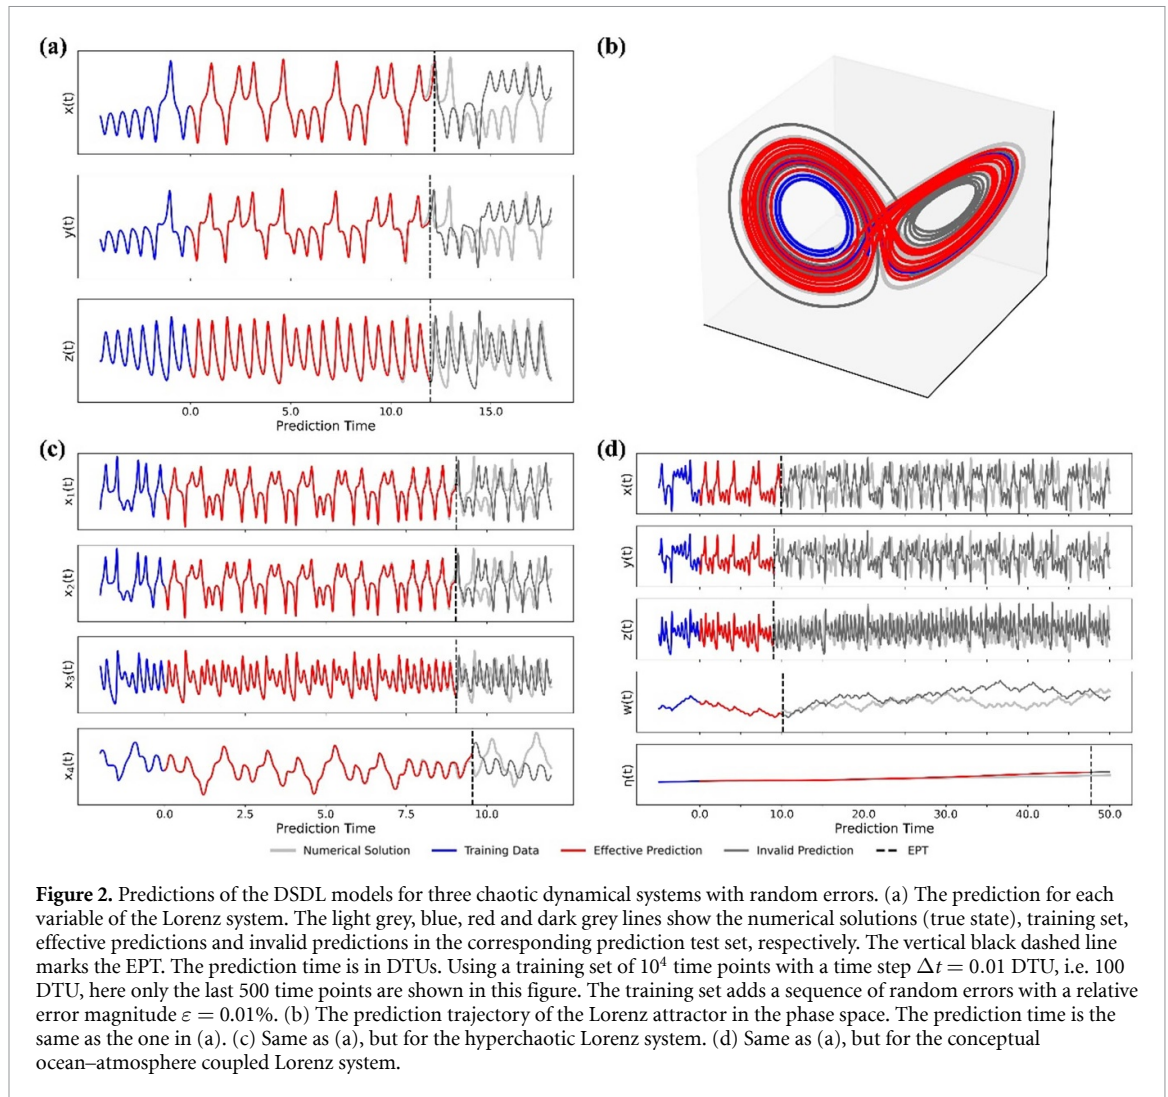 (a)
x(t)
y(t)
z(t)
0.0 5.0 10.0 15.0
Prediction Time
(b)
(c)
x₁(t)
x₂(t)
x₃(t)
x₄(t)
0.0 2.5 5.0 7.5 10.0
Prediction Time
(d)
x(t)
y(t)
z(t)
w(t)
η(t)
0.0 10.0 20.0 30.0 40.0 50.0
Prediction Time
Numerical Solution Training Data Effective Prediction Invalid Prediction EPT
Figure 2. Predictions of the DSDL models for three chaotic dynamical systems with random errors. (a) The prediction for each
variable of the Lorenz system. The light grey, blue, red and dark grey lines show the numerical solutions (true state), training set,
effective predictions and invalid predictions in the corresponding prediction test set, respectively. The vertical black dashed line
marks the EPT. The prediction time is in DTUs. Using a training set of 10⁴ time points with a time step Δt = 0.01 DTU, i.e. 100
DTU, here only the last 500 time points are shown in this figure. The training set adds a sequence of random errors with a relative
error magnitude ε = 0.01%. (b) The prediction trajectory of the Lorenz attractor in the phase space. The prediction time is the
same as the one in (a). (c) Same as (a), but for the hyperchaotic Lorenz system. (d) Same as (a), but for the conceptual
ocean–atmosphere coupled Lorenz system.